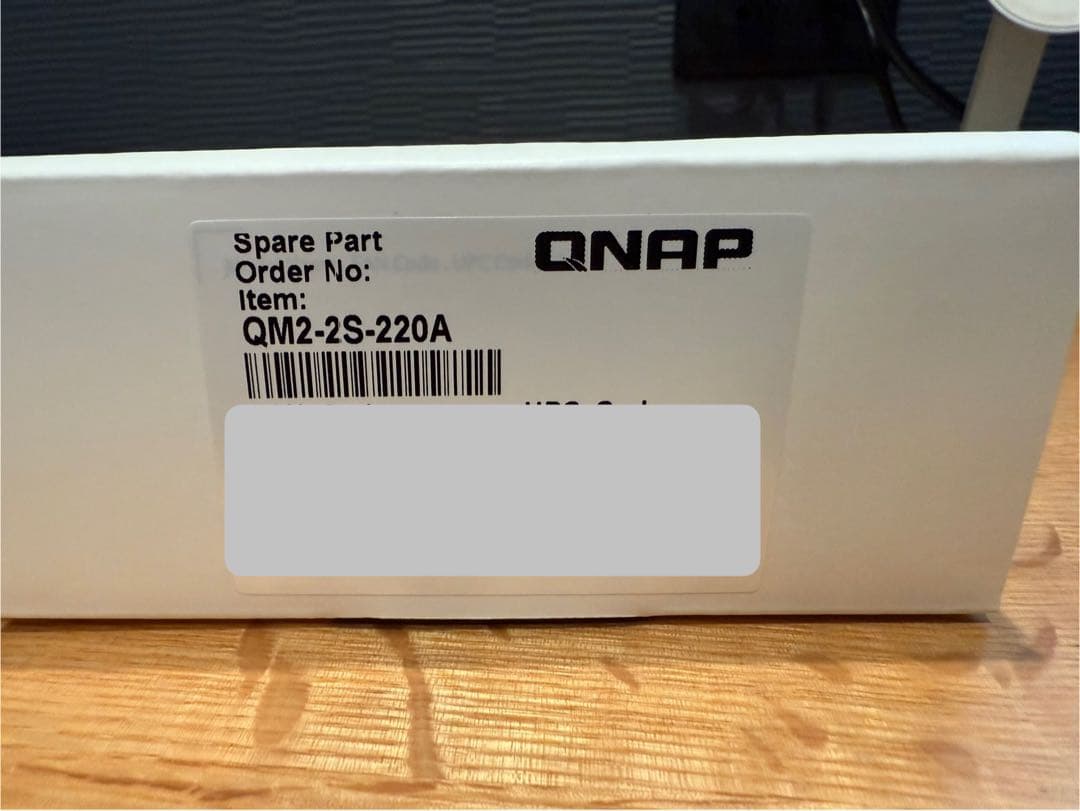 Spare Part
QNAP
Order No:
Item:
QM2-2S-220A